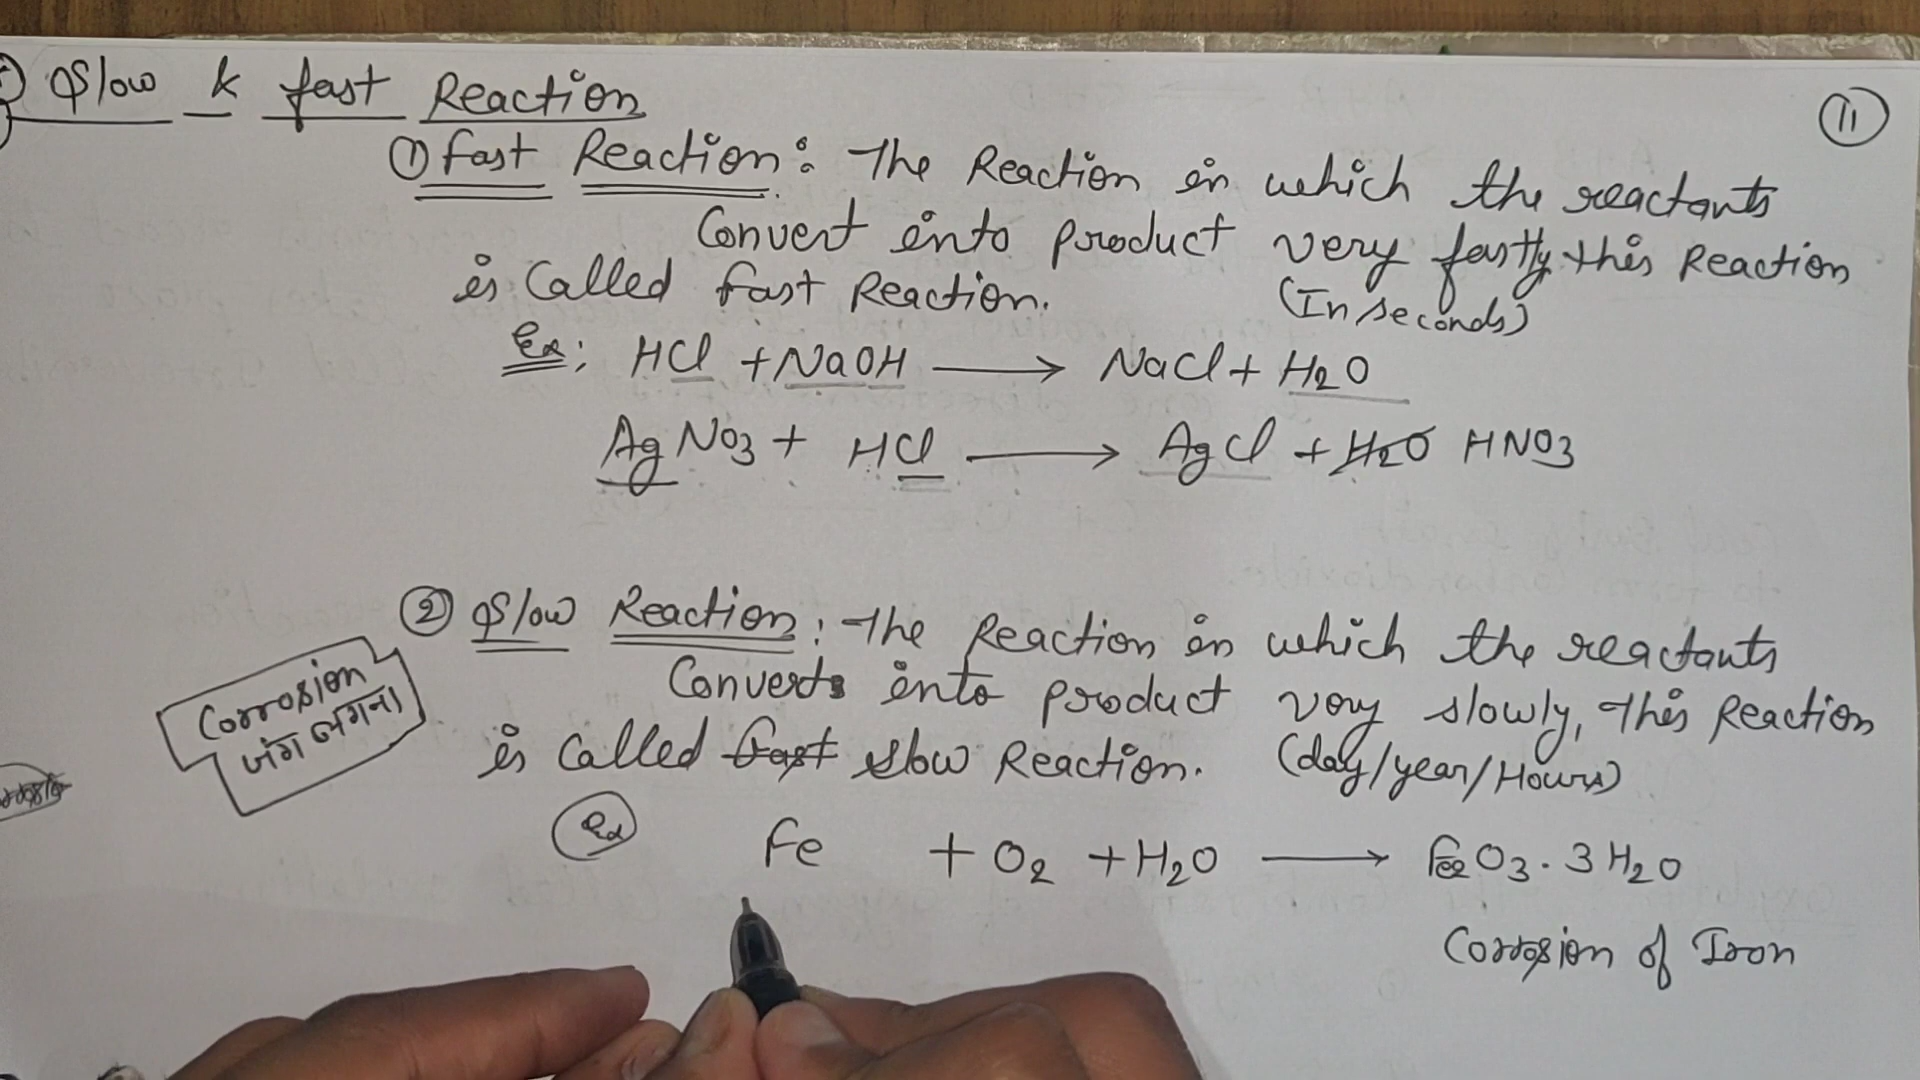 Slow & fast Reaction
11
① fast Reaction: The Reaction in which the reactants
Convert into product very fastly, this Reaction
is Called fast Reaction. (In seconds)
Ex: HCl + NaOH → NaCl + H2O
AgNO3 + HCl → AgCl + H2O HNO3
② Slow Reaction: The Reaction in which the reactants
Converts into product very slowly, this Reaction
is Called fast slow Reaction. (day/year/Hours)
Corrosion
जंग लगना
Ex Fe + O2 + H2O → Fe2O3 . 3H2O
Corrosion of Iron